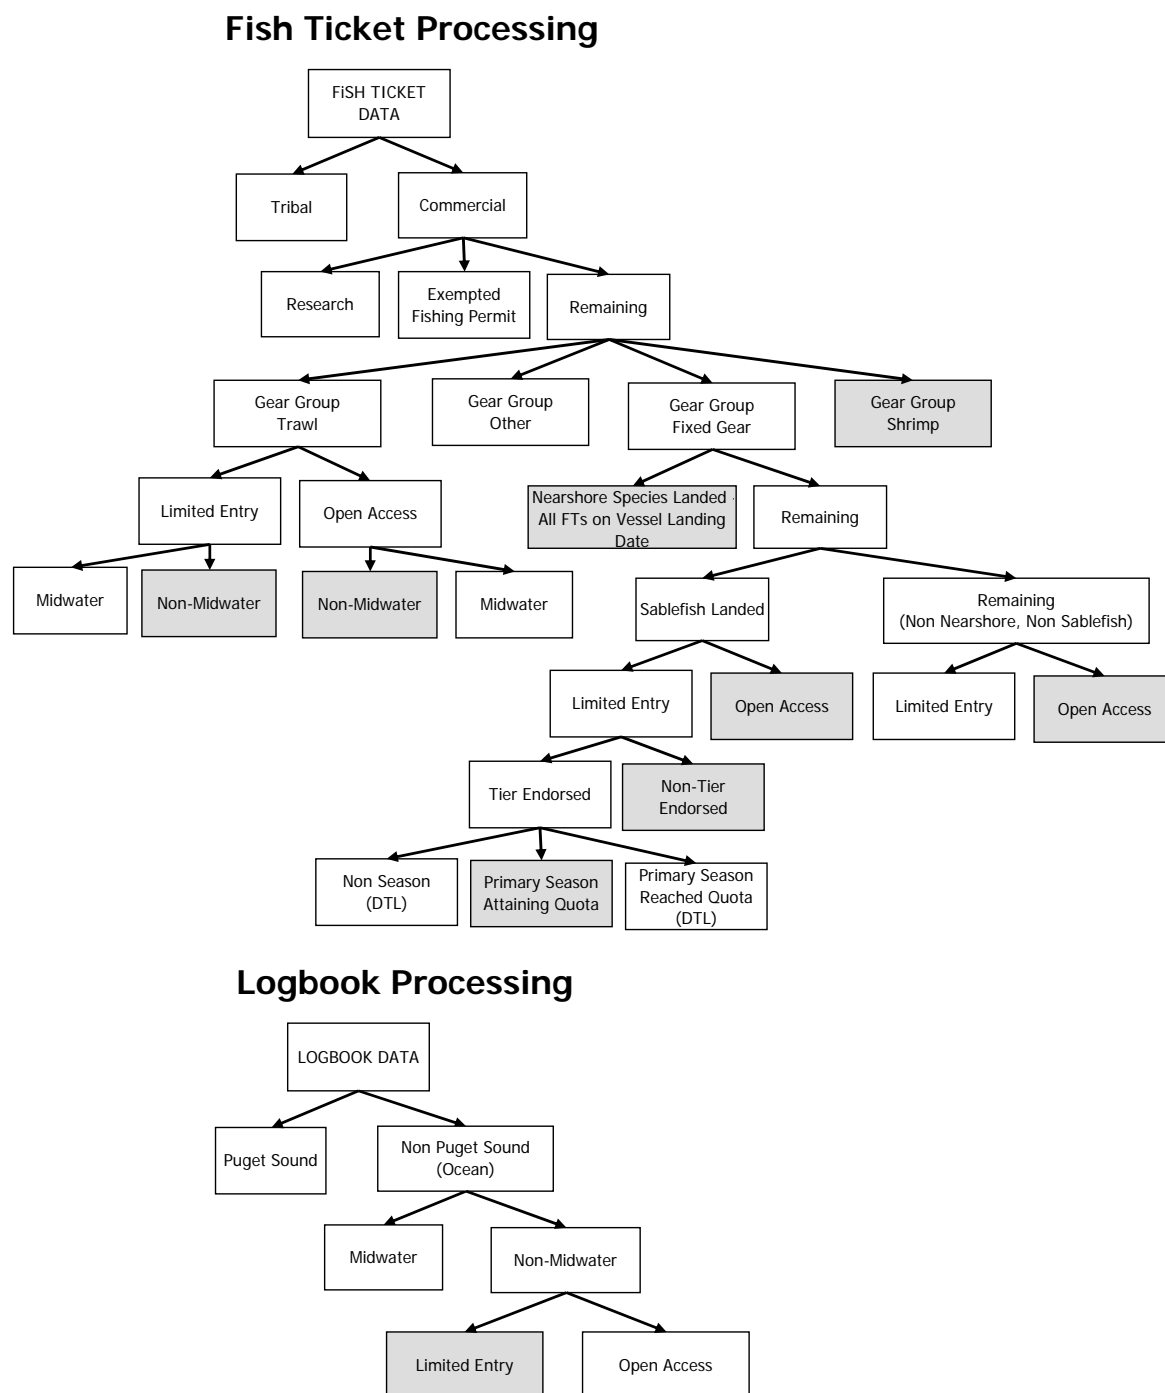 Fish Ticket Processing
FiSH TICKET
DATA
Tribal
Commercial
Research
Exempted
Fishing Permit
Remaining
Gear Group
Trawl
Gear Group
Other
Gear Group
Fixed Gear
Gear Group
Shrimp
Limited Entry
Open Access
Nearshore Species Landed -
All FTs on Vessel Landing
Date
Remaining
Midwater
Non-Midwater
Non-Midwater
Midwater
Sablefish Landed
Remaining
(Non Nearshore, Non Sablefish)
Limited Entry
Open Access
Limited Entry
Open Access
Tier Endorsed
Non-Tier
Endorsed
Non Season
(DTL)
Primary Season
Attaining Quota
Primary Season
Reached Quota
(DTL)
Logbook Processing
LOGBOOK DATA
Puget Sound
Non Puget Sound
(Ocean)
Midwater
Non-Midwater
Limited Entry
Open Access